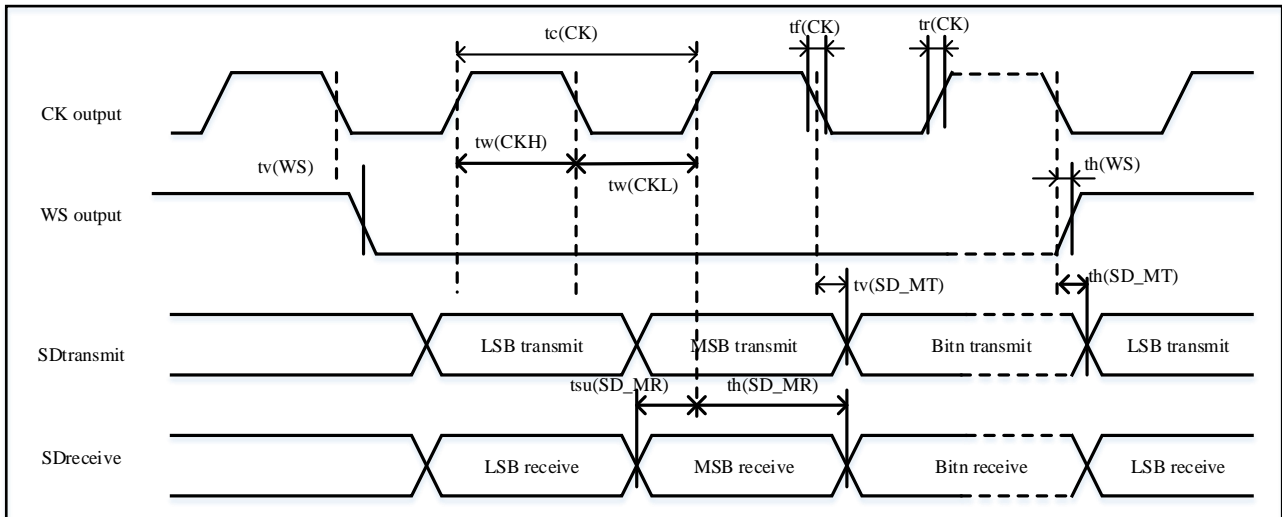 tc(CK)
tf(CK)
tr(CK)
CK output
tw(CKH)
tv(WS)
th(WS)
tw(CKL)
WS output
tv(SD_MT)
th(SD_MT)
SDtransmit
LSB transmit
MSB transmit
Bitn transmit
LSB transmit
tsu(SD_MR)
th(SD_MR)
SDreceive
LSB receive
MSB receive
Bitn receive
LSB receive